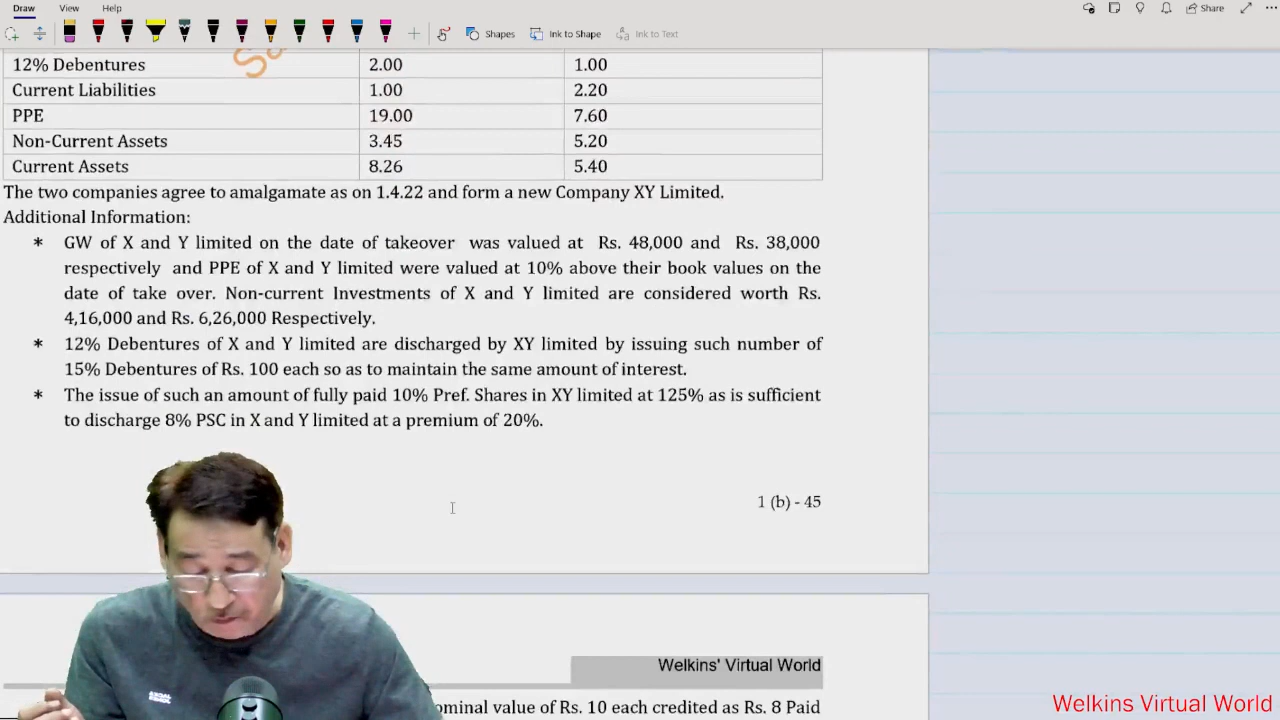 Draw View Help
Share
Shapes Ink to Shape Ink to Text
Sa
12% Debentures 2.00 1.00
Current Liabilities 1.00 2.20
PPE 19.00 7.60
Non-Current Assets 3.45 5.20
Current Assets 8.26 5.40
The two companies agree to amalgamate as on 1.4.22 and form a new Company XY Limited.
Additional Information:
* GW of X and Y limited on the date of takeover was valued at Rs. 48,000 and Rs. 38,000
respectively and PPE of X and Y limited were valued at 10% above their book values on the
date of take over. Non-current Investments of X and Y limited are considered worth Rs.
4,16,000 and Rs. 6,26,000 Respectively.
* 12% Debentures of X and Y limited are discharged by XY limited by issuing such number of
15% Debentures of Rs. 100 each so as to maintain the same amount of interest.
* The issue of such an amount of fully paid 10% Pref. Shares in XY limited at 125% as is sufficient
to discharge 8% PSC in X and Y limited at a premium of 20%.
1 (b) - 45
Welkins' Virtual World
ominal value of Rs. 10 each credited as Rs. 8 Paid
Welkins Virtual World